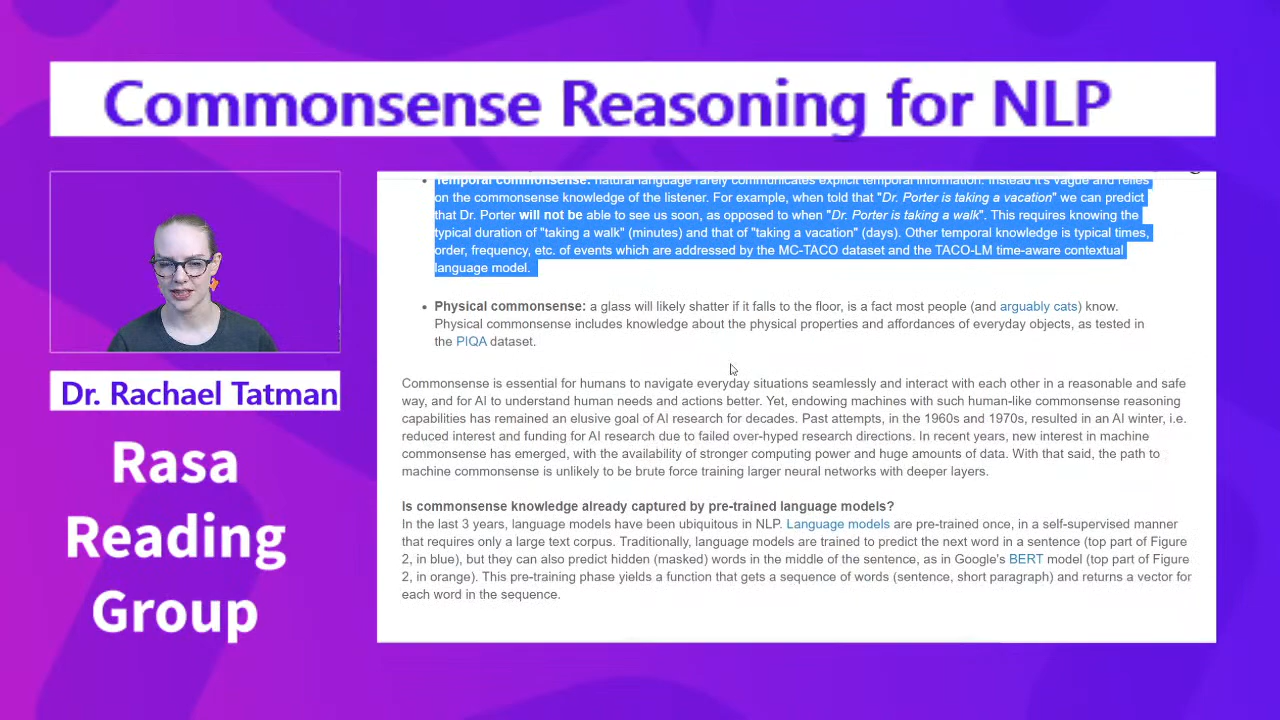 Commonsense Reasoning for NLP
Temporal commonsense: natural language rarely communicates explicit temporal information. Instead it's vague and relies
on the commonsense knowledge of the listener. For example, when told that "Dr. Porter is taking a vacation" we can predict
that Dr. Porter will not be able to see us soon, as opposed to when "Dr. Porter is taking a walk". This requires knowing the
typical duration of "taking a walk" (minutes) and that of "taking a vacation" (days). Other temporal knowledge is typical times,
order, frequency, etc. of events which are addressed by the MC-TACO dataset and the TACO-LM time-aware contextual
language model.
• Physical commonsense: a glass will likely shatter if it falls to the floor, is a fact most people (and arguably cats) know.
Physical commonsense includes knowledge about the physical properties and affordances of everyday objects, as tested in
the PIQA dataset.
Commonsense is essential for humans to navigate everyday situations seamlessly and interact with each other in a reasonable and safe
way, and for AI to understand human needs and actions better. Yet, endowing machines with such human-like commonsense reasoning
capabilities has remained an elusive goal of AI research for decades. Past attempts, in the 1960s and 1970s, resulted in an AI winter, i.e.
reduced interest and funding for AI research due to failed over-hyped research directions. In recent years, new interest in machine
commonsense has emerged, with the availability of stronger computing power and huge amounts of data. With that said, the path to
machine commonsense is unlikely to be brute force training larger neural networks with deeper layers.
Is commonsense knowledge already captured by pre-trained language models?
In the last 3 years, language models have been ubiquitous in NLP. Language models are pre-trained once, in a self-supervised manner
that requires only a large text corpus. Traditionally, language models are trained to predict the next word in a sentence (top part of Figure
2, in blue), but they can also predict hidden (masked) words in the middle of the sentence, as in Google's BERT model (top part of Figure
2, in orange). This pre-training phase yields a function that gets a sequence of words (sentence, short paragraph) and returns a vector for
each word in the sequence.
Dr. Rachael Tatman
Rasa
Reading
Group